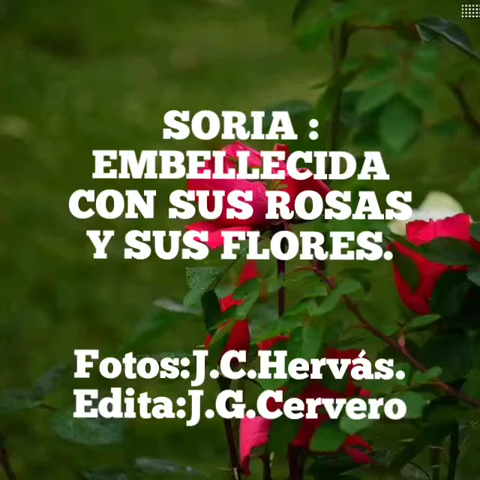 SORIA :
EMBELLECIDA
CON SUS ROSAS
Y SUS FLORES.
Fotos:J.C.Hervás.
Edita:J.G.Cervero